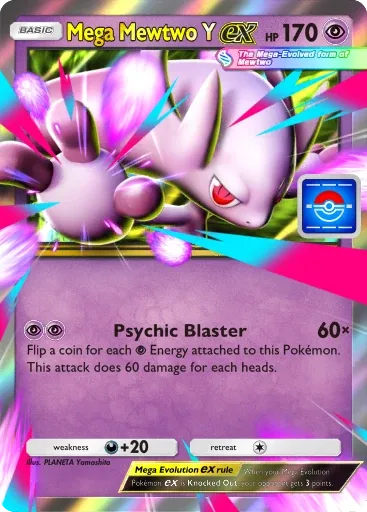 BASIC Mega Mewtwo Y ex HP 170
The Mega-Evolved form of
Mewtwo
Psychic Blaster 60×
Flip a coin for each Energy attached to this Pokémon.
This attack does 60 damage for each heads.
weakness +20 retreat
Illus. PLANETA Yamashita
Mega Evolution ex rule When your Mega Evolution
Pokémon ex is Knocked Out, your opponent gets 3 points.